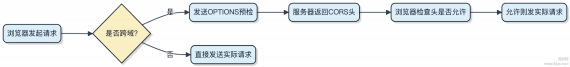 浏览器发起请求
是否跨域?
是
发送OPTIONS预检
服务器返回CORS头
浏览器检查头是否允许
允许则发实际请求
否
直接发送实际请求